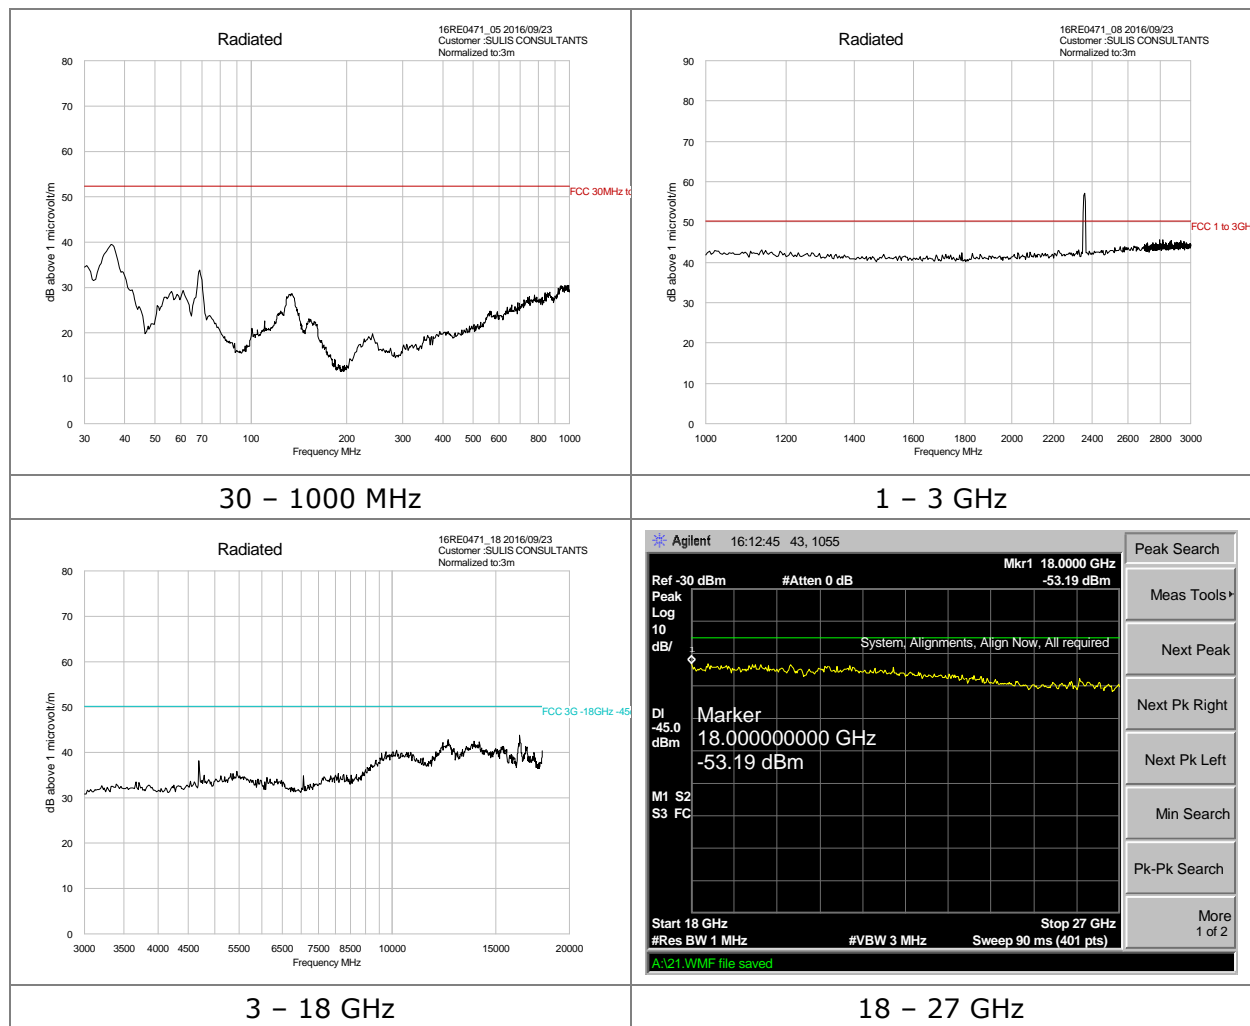 16RE0471_05 2016/09/23
Customer :SULIS CONSULTANTS
Normalized to:3m
Radiated
80
70
60
50
40
30
20
10
0
dB above 1 microvolt/m
FCC 30MHz to
30 40 50 60 70 100 200 300 400 500 600 800 1000
Frequency MHz
30 – 1000 MHz
16RE0471_08 2016/09/23
Customer :SULIS CONSULTANTS
Normalized to:3m
Radiated
90
80
70
60
50
40
30
20
10
0
dB above 1 microvolt/m
FCC 1 to 3GH
1000 1200 1400 1600 1800 2000 2200 2400 2600 2800 3000
Frequency MHz
1 – 3 GHz
16RE0471_18 2016/09/23
Customer :SULIS CONSULTANTS
Normalized to:3m
Radiated
80
70
60
50
40
30
20
10
0
dB above 1 microvolt/m
FCC 3G -18GHz -45
3000 3500 4000 4500 5500 6500 7500 8500 10000 15000 20000
Frequency MHz
3 – 18 GHz
Agilent 16:12:45 43, 1055
Mkr1 18.0000 GHz
Ref -30 dBm #Atten 0 dB -53.19 dBm
Peak
Log
10
dB/
System, Alignments, Align Now, All required
1
DI
-45.0
dBm
Marker
18.000000000 GHz
-53.19 dBm
M1 S2
S3 FC
Start 18 GHz Stop 27 GHz
#Res BW 1 MHz #VBW 3 MHz Sweep 90 ms (401 pts)
A:\21.WMF file saved
Peak Search
Meas Tools
Next Peak
Next Pk Right
Next Pk Left
Min Search
Pk-Pk Search
More
1 of 2
18 – 27 GHz